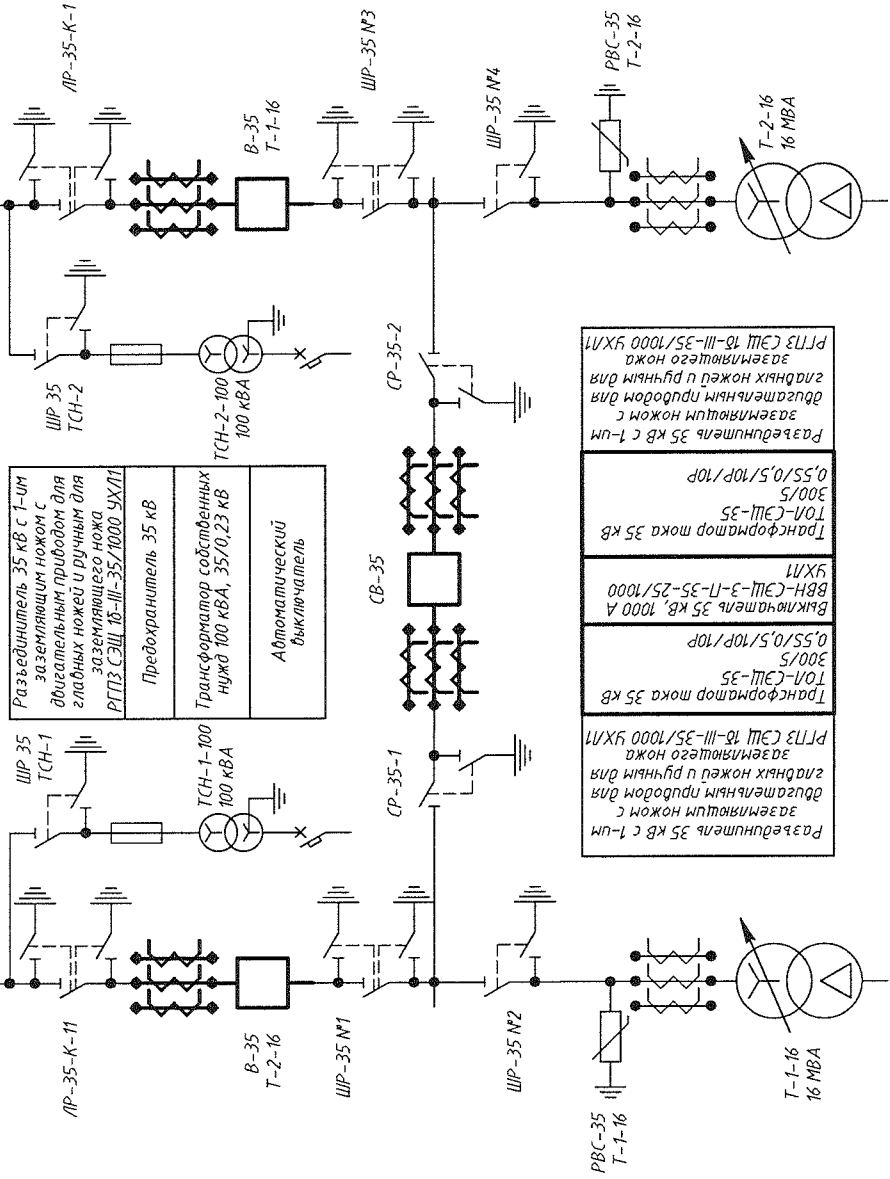 ЛР-35-К-1
ШР 35
ТСН-2
В-35
Т-1-16
ТСН-2-100
100 кВА
ШР-35 №3
СР-35-2
ШР-35 №4
РВС-35
Т-2-16
Т-2-16
16 МВА
Разъединитель 35 кВ с 1-им
заземляющим ножом с
двигательным приводом для
главных ножей и ручным для
заземляющего ножа
РГПЗ СЭЩ 1б-III-35/1000 УХЛ1
Предохранитель 35 кВ
Трансформатор собственных
нужд 100 кВА, 35/0,23 кВ
Автоматический
выключатель
СВ-35
Разъединитель 35 кВ с 1-им
заземляющим ножом с
двигательным приводом для
главных ножей и ручным для
заземляющего ножа
РГПЗ СЭЩ 1б-III-35/1000 УХЛ1
Трансформатор тока 35 кВ
ТОЛ-СЭЩ-35
300/5
0,5S/0,5/10Р/10Р
Выключатель 35 кВ, 1000 А
ВВН-СЭЩ-Э-П-35-25/1000
УХЛ1
Трансформатор тока 35 кВ
ТОЛ-СЭЩ-35
300/5
0,5S/0,5/10Р/10Р
Разъединитель 35 кВ с 1-им
заземляющим ножом с
двигательным приводом для
главных ножей и ручным для
заземляющего ножа
РГПЗ СЭЩ 1б-III-35/1000 УХЛ1
ШР 35
ТСН-1
ТСН-1-100
100 кВА
СР-35-1
ЛР-35-К-11
В-35
Т-2-16
ШР-35 №1
ШР-35 №2
РВС-35
Т-1-16
Т-1-16
16 МВА